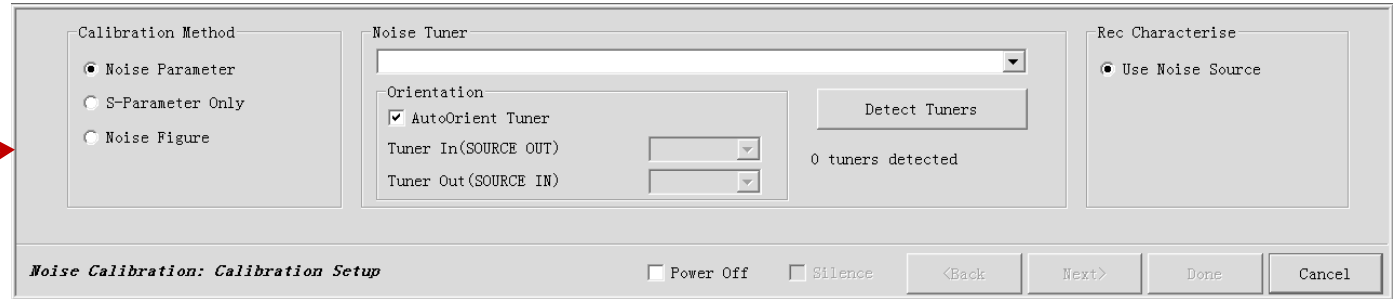 Calibration Method
Noise Parameter
S-Parameter Only
Noise Figure
Noise Tuner
Orientation
AutoOrient Tuner
Tuner In(SOURCE OUT)
Tuner Out(SOURCE IN)
Detect Tuners
0 tuners detected
Rec Characterise
Use Noise Source
Noise Calibration: Calibration Setup
Power Off
Silence
<Back
Next>
Done
Cancel